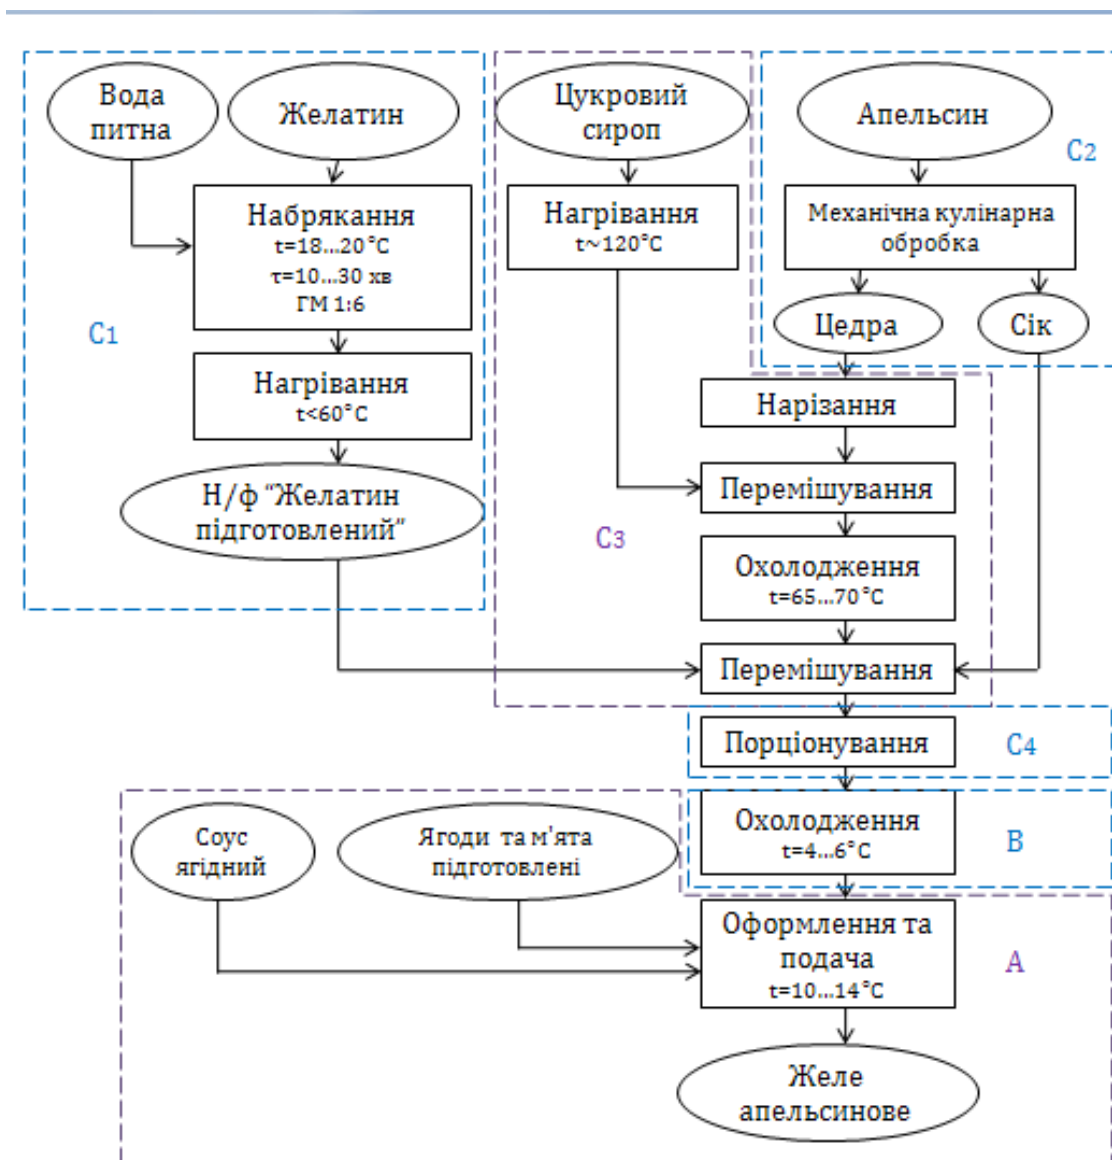 Вода
питна
Желатин
Цукровий
сироп
Апельсин
C2
Набрякання
t=18...20°C
τ=10...30 хв
ГМ 1:6
Нагрівання
t~120°C
Механічна кулінарна
обробка
C1
Цедра
Сік
Нагрівання
t<60°C
Нарізання
Н/ф “Желатин
підготовлений”
Перемішування
C3
Охолодження
t=65...70°C
Перемішування
Порціонування
C4
Соус
ягідний
Ягоди та м'ята
підготовлені
Охолодження
t=4...6°C
B
Оформлення та
подача
t=10...14°C
A
Желе
апельсинове